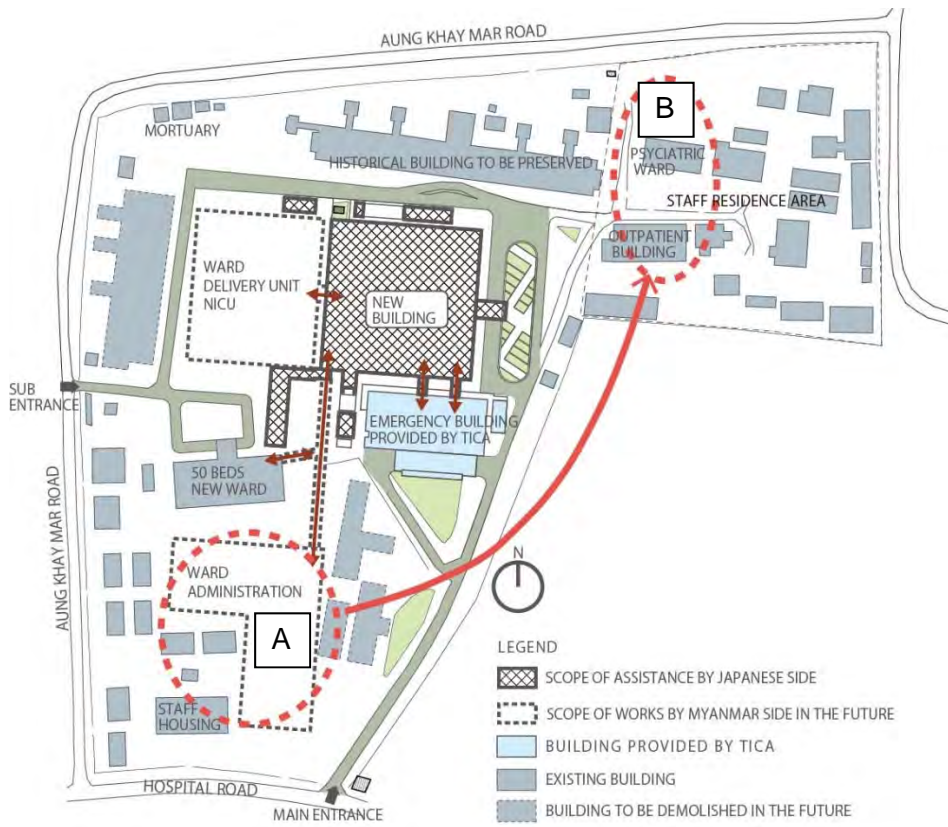 AUNG KHAY MAR ROAD
B
MORTUARY
HISTORICAL BUILDING TO BE PRESERVED
PSYCIATRIC
WARD
STAFF RESIDENCE AREA
OUTPATIENT
BUILDING
WARD
DELIVERY UNIT
NICU
NEW
BUILDING
SUB
ENTRANCE
EMERGENCY BUILDING
PROVIDED BY TICA
50 BEDS
NEW WARD
AUNG KHAY MAR ROAD
WARD
ADMINISTRATION
A
STAFF
HOUSING
HOSPITAL ROAD
MAIN ENTRANCE
N
LEGEND
SCOPE OF ASSISTANCE BY JAPANESE SIDE
SCOPE OF WORKS BY MYANMAR SIDE IN THE FUTURE
BUILDING PROVIDED BY TICA
EXISTING BUILDING
BUILDING TO BE DEMOLISHED IN THE FUTURE